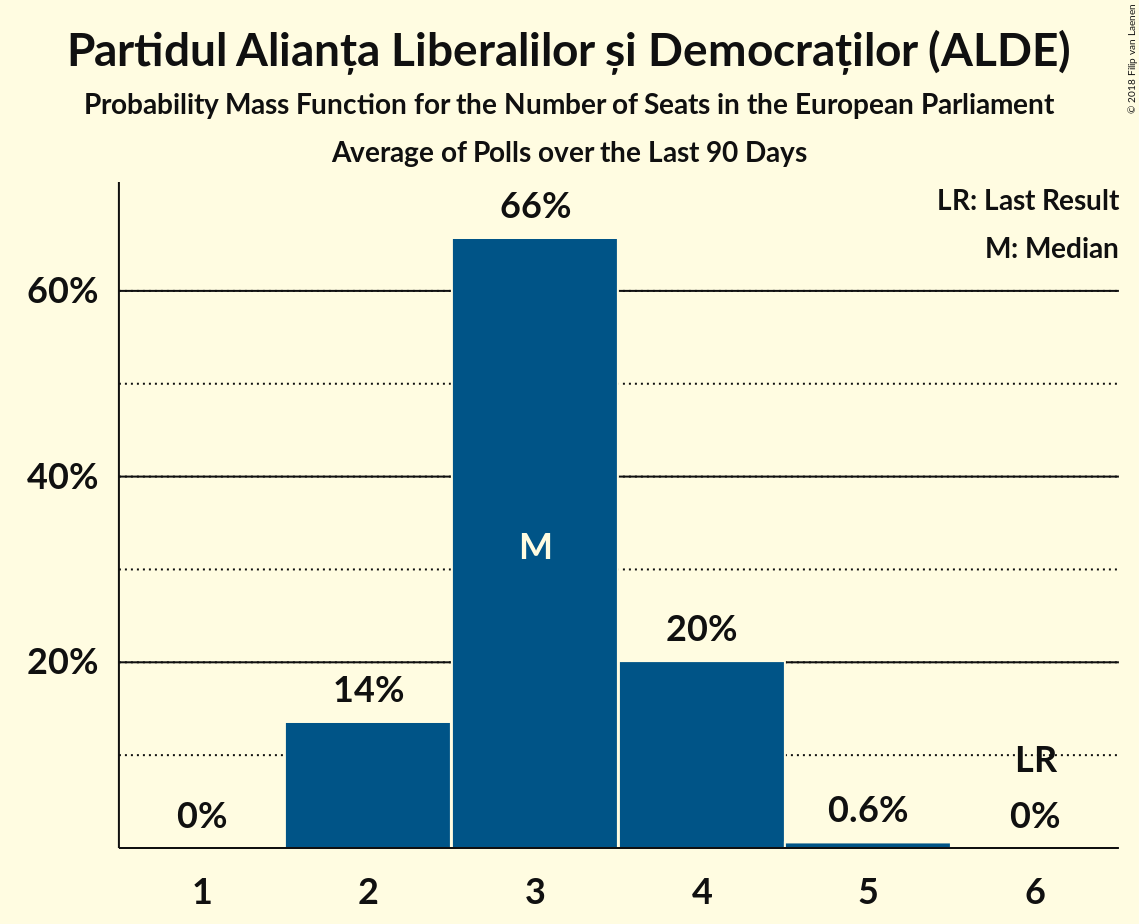 Partidul Alianța Liberalilor și Democraților (ALDE)
Probability Mass Function for the Number of Seats in the European Parliament
Average of Polls over the Last 90 Days
© 2018 Filip van Laenen
LR: Last Result
M: Median
60%
40%
20%
0%
14%
66%
M
20%
0.6%
LR
0%
1 2 3 4 5 6